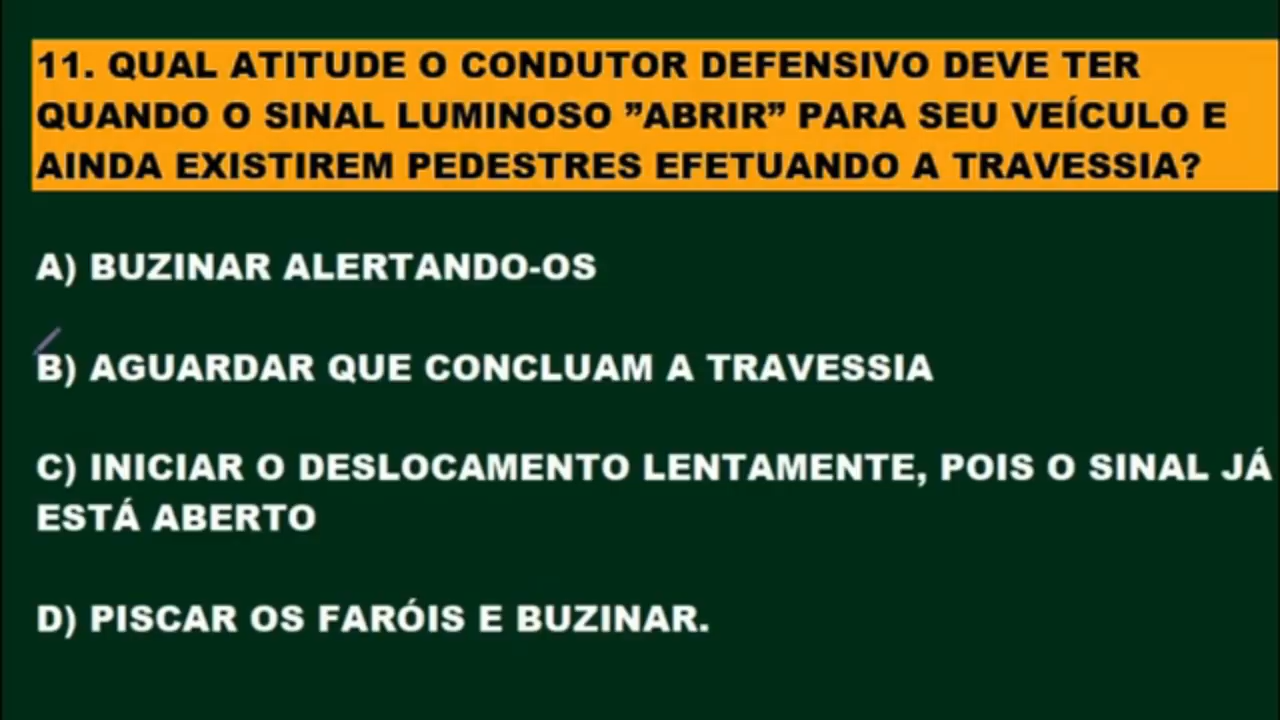 11. QUAL ATITUDE O CONDUTOR DEFENSIVO DEVE TER
QUANDO O SINAL LUMINOSO ”ABRIR” PARA SEU VEÍCULO E
AINDA EXISTIREM PEDESTRES EFETUANDO A TRAVESSIA?
A) BUZINAR ALERTANDO-OS
B) AGUARDAR QUE CONCLUAM A TRAVESSIA
C) INICIAR O DESLOCAMENTO LENTAMENTE, POIS O SINAL JÁ
ESTÁ ABERTO
D) PISCAR OS FARÓIS E BUZINAR.